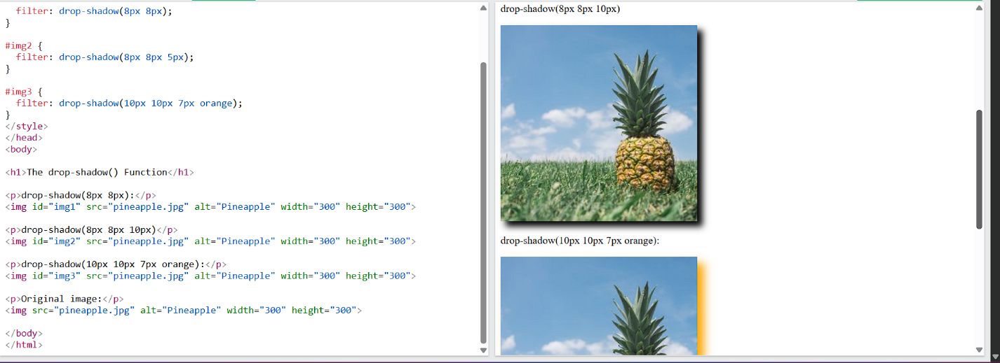 filter: drop-shadow(8px 8px);
}
#img2 {
filter: drop-shadow(8px 8px 5px);
}
#img3 {
filter: drop-shadow(10px 10px 7px orange);
}
</style>
</head>
<body>
<h1>The drop-shadow() Function</h1>
<p>drop-shadow(8px 8px):</p>
<img id="img1" src="pineapple.jpg" alt="Pineapple" width="300" height="300">
<p>drop-shadow(8px 8px 10px)</p>
<img id="img2" src="pineapple.jpg" alt="Pineapple" width="300" height="300">
<p>drop-shadow(10px 10px 7px orange):</p>
<img id="img3" src="pineapple.jpg" alt="Pineapple" width="300" height="300">
<p>Original image:</p>
<img src="pineapple.jpg" alt="Pineapple" width="300" height="300">
</body>
</html>
drop-shadow(8px 8px 10px)
drop-shadow(10px 10px 7px orange):